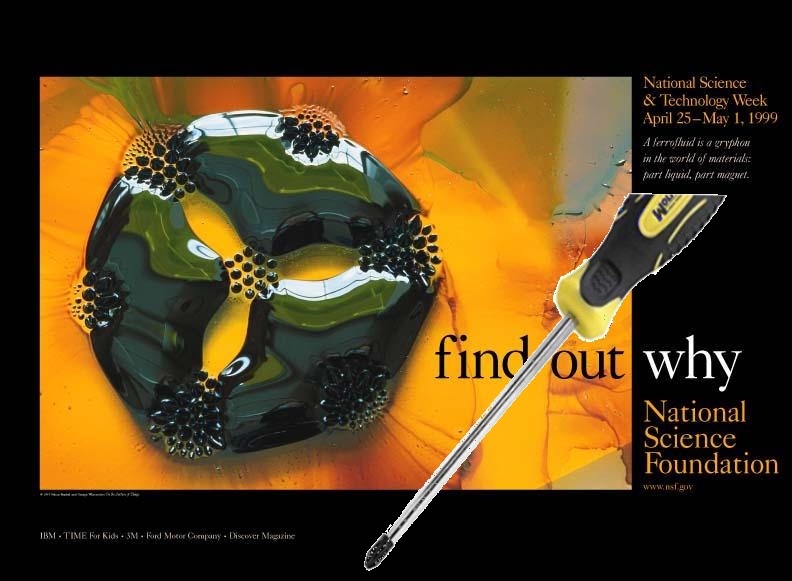 National Science
& Technology Week
April 25–May 1, 1999
A ferrofluid is a gryphon
in the world of materials:
part liquid, part magnet.
find out why
National
Science
Foundation
www.nsf.gov
IBM • TIME For Kids • 3M • Ford Motor Company • Discover Magazine